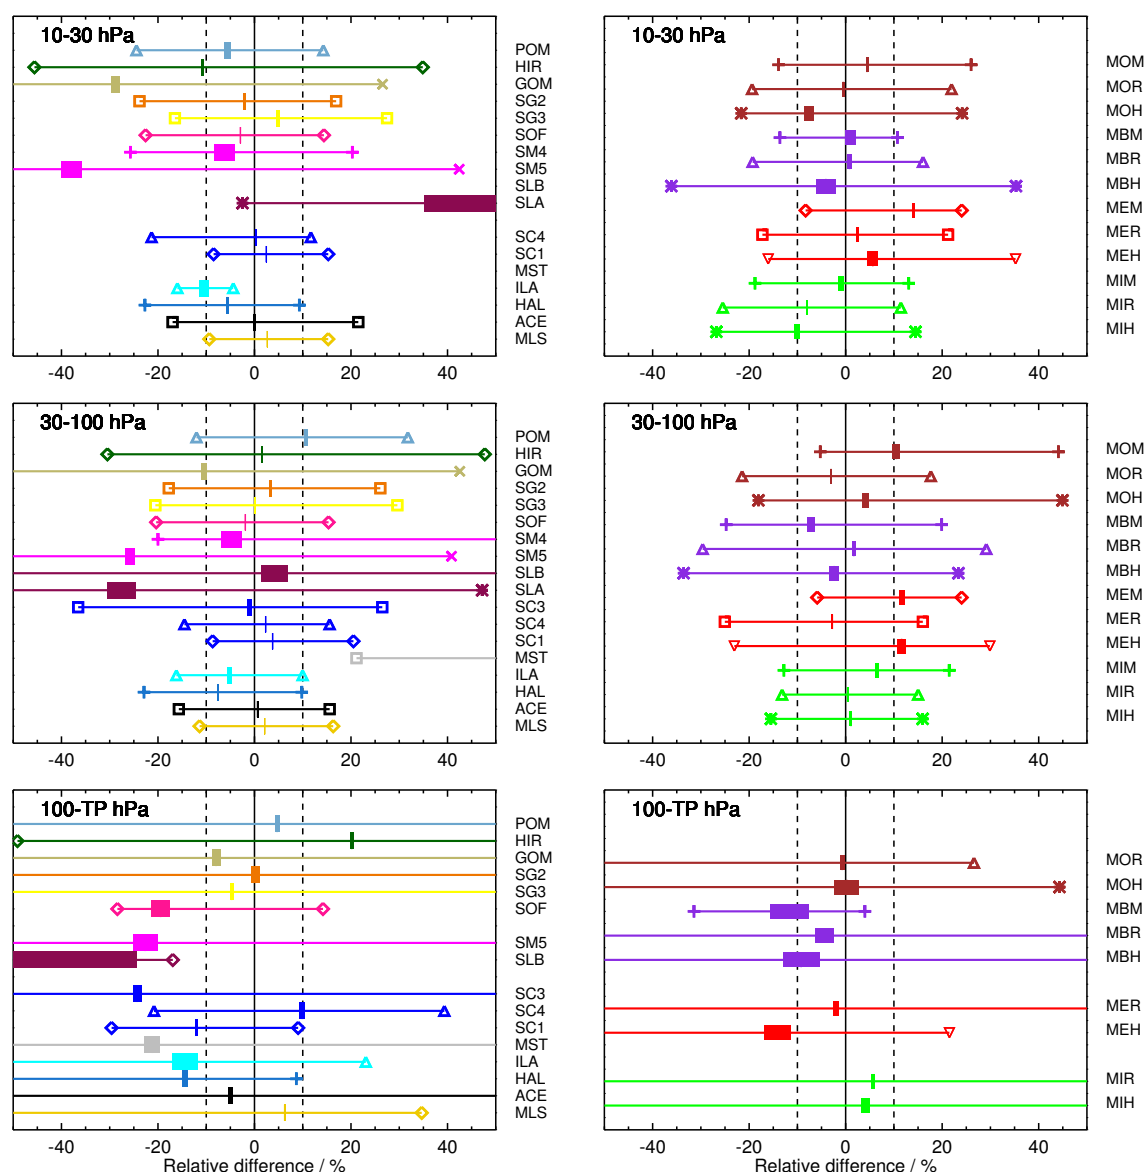 10-30 hPa
POM
HIR
GOM
SG2
SG3
SOF
SM4
SM5
SLB
SLA
SC4
SC1
MST
ILA
HAL
ACE
MLS
-40 -20 0 20 40
10-30 hPa
MOM
MOR
MOH
MBM
MBR
MBH
MEM
MER
MEH
MIM
MIR
MIH
-40 -20 0 20 40
30-100 hPa
POM
HIR
GOM
SG2
SG3
SOF
SM4
SM5
SLB
SLA
SC3
SC4
SC1
MST
ILA
HAL
ACE
MLS
-40 -20 0 20 40
30-100 hPa
MOM
MOR
MOH
MBM
MBR
MBH
MEM
MER
MEH
MIM
MIR
MIH
-40 -20 0 20 40
100-TP hPa
POM
HIR
GOM
SG2
SG3
SOF
SM5
SLB
SC3
SC4
SC1
MST
ILA
HAL
ACE
MLS
-40 -20 0 20 40
Relative difference / %
100-TP hPa
MOR
MOH
MBM
MBR
MBH
MER
MEH
MIR
MIH
-40 -20 0 20 40
Relative difference / %